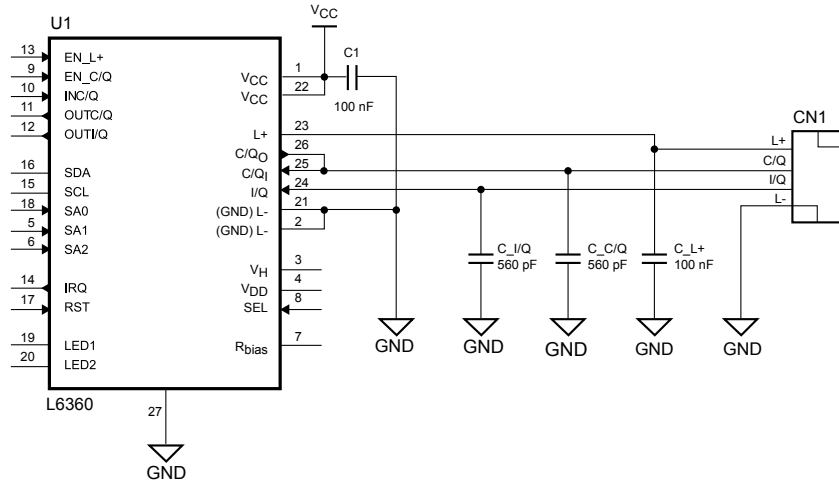 U1
VCC
C1
100 nF
13 EN_L+
9 EN_C/Q
10 INC/Q
11 OUTC/Q
12 OUTI/Q
16 SDA
15 SCL
18 SA0
5 SA1
6 SA2
14 IRQ
17 RST
19 LED1
20 LED2
VCC 1
VCC 22
L+ 23
C/QO 26
C/QI 25
I/Q 24
(GND) L- 21
(GND) L- 2
VH 3
VDD 4
SEL 8
Rbias 7
L6360
27
GND
GND
C_I/Q
560 pF
GND
C_C/Q
560 pF
GND
C_L+
100 nF
GND
GND
CN1
L+
C/Q
I/Q
L-